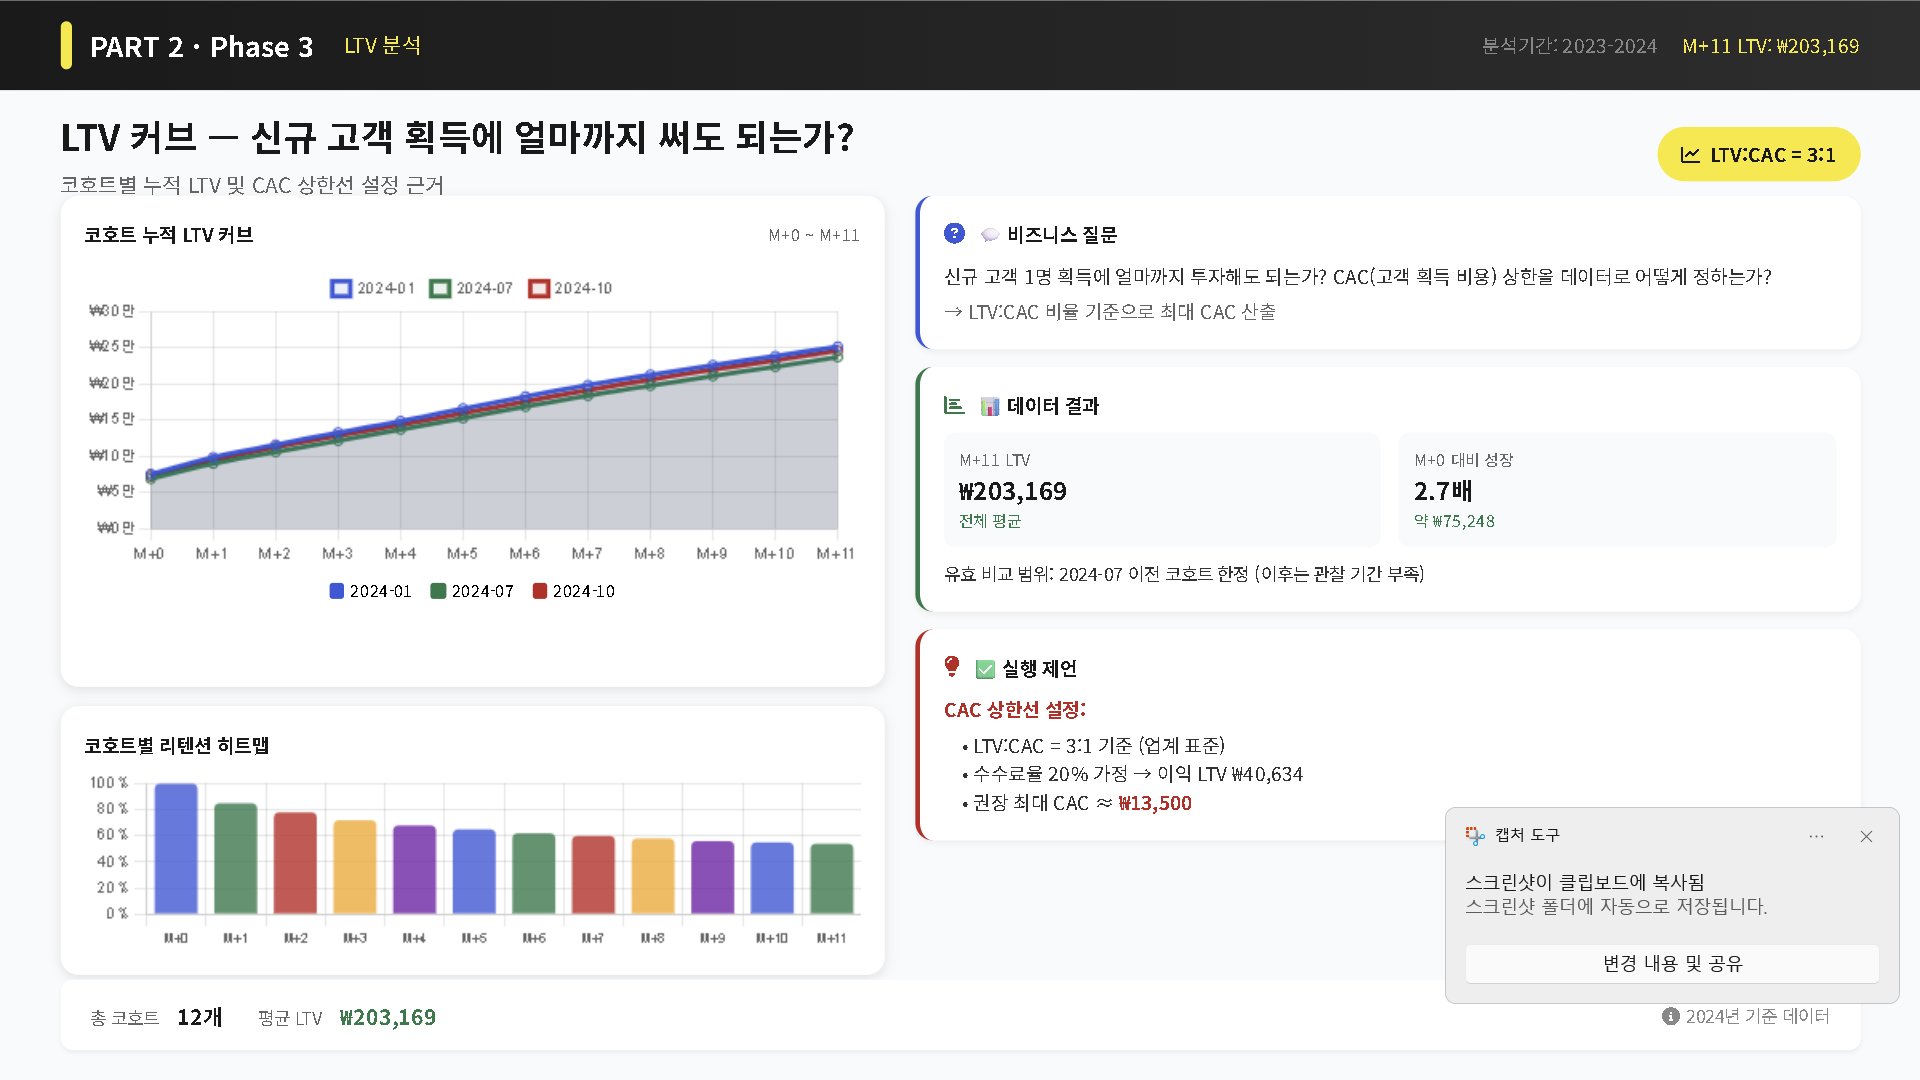 PART 2 · Phase 3
LTV 분석
분석기간: 2023-2024
M+11 LTV: ₩203,169
LTV 커브 — 신규 고객 획득에 얼마까지 써도 되는가?
코호트별 누적 LTV 및 CAC 상한선 설정 근거
LTV:CAC = 3:1
코호트 누적 LTV 커브
M+0 ~ M+11
2024-01 2024-07 2024-10
₩30만
₩25만
₩20만
₩15만
₩10만
₩5만
₩0만
M+0 M+1 M+2 M+3 M+4 M+5 M+6 M+7 M+8 M+9 M+10 M+11
2024-01 2024-07 2024-10
코호트별 리텐션 히트맵
100%
80%
60%
40%
20%
0%
M+0 M+1 M+2 M+3 M+4 M+5 M+6 M+7 M+8 M+9 M+10 M+11
비즈니스 질문
신규 고객 1명 획득에 얼마까지 투자해도 되는가? CAC(고객 획득 비용) 상한을 데이터로 어떻게 정하는가?
→ LTV:CAC 비율 기준으로 최대 CAC 산출
데이터 결과
M+11 LTV
₩203,169
전체 평균
M+0 대비 성장
2.7배
약 ₩75,248
유효 비교 범위: 2024-07 이전 코호트 한정 (이후는 관찰 기간 부족)
실행 제언
CAC 상한선 설정:
• LTV:CAC = 3:1 기준 (업계 표준)
• 수수료율 20% 가정 → 이익 LTV ₩40,634
• 권장 최대 CAC ≈ ₩13,500
캡처 도구
스크린샷이 클립보드에 복사됨
스크린샷 폴더에 자동으로 저장됩니다.
변경 내용 및 공유
총 코호트 12개 평균 LTV ₩203,169
2024년 기준 데이터